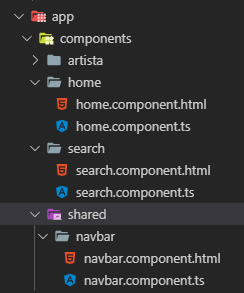 app
components
artista
home
home.component.html
home.component.ts
search
search.component.html
search.component.ts
shared
navbar
navbar.component.html
navbar.component.ts